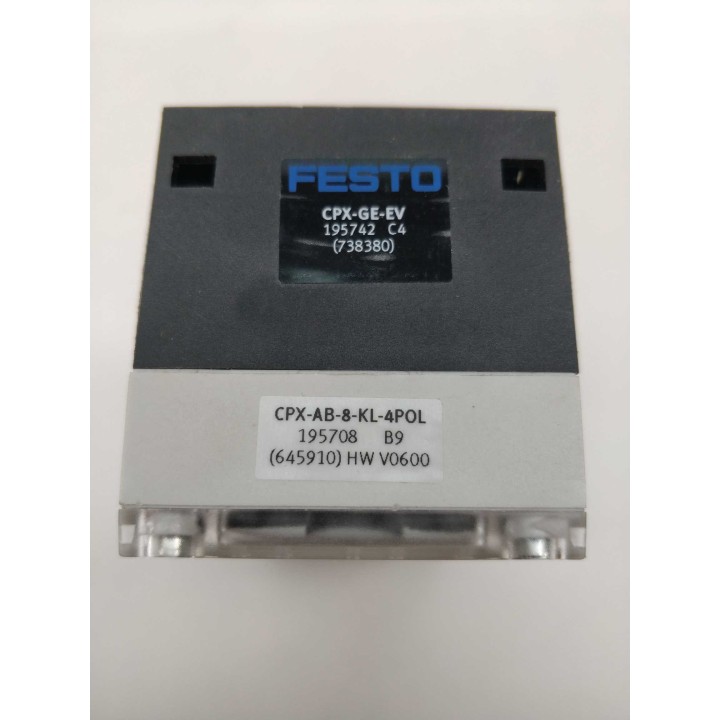 FESTO
CPX-GE-EV
195742 C4
(738380)
CPX-AB-8-KL-4POL
195708 B9
(645910) HW V0600